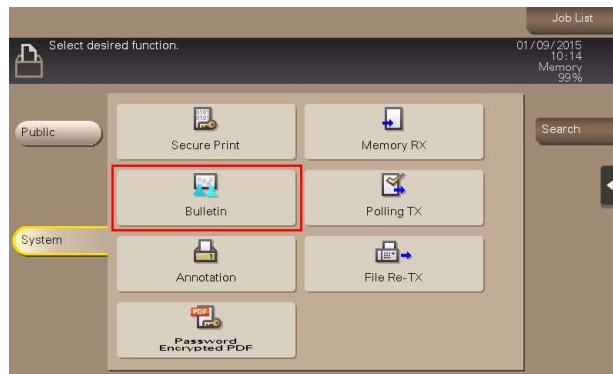 Job List
Select desired function.
01/09/2015
10:14
Memory
99%
Public
Secure Print
Memory RX
Search
Bulletin
Polling TX
System
Annotation
File Re-TX
PDF
Password
Encrypted PDF